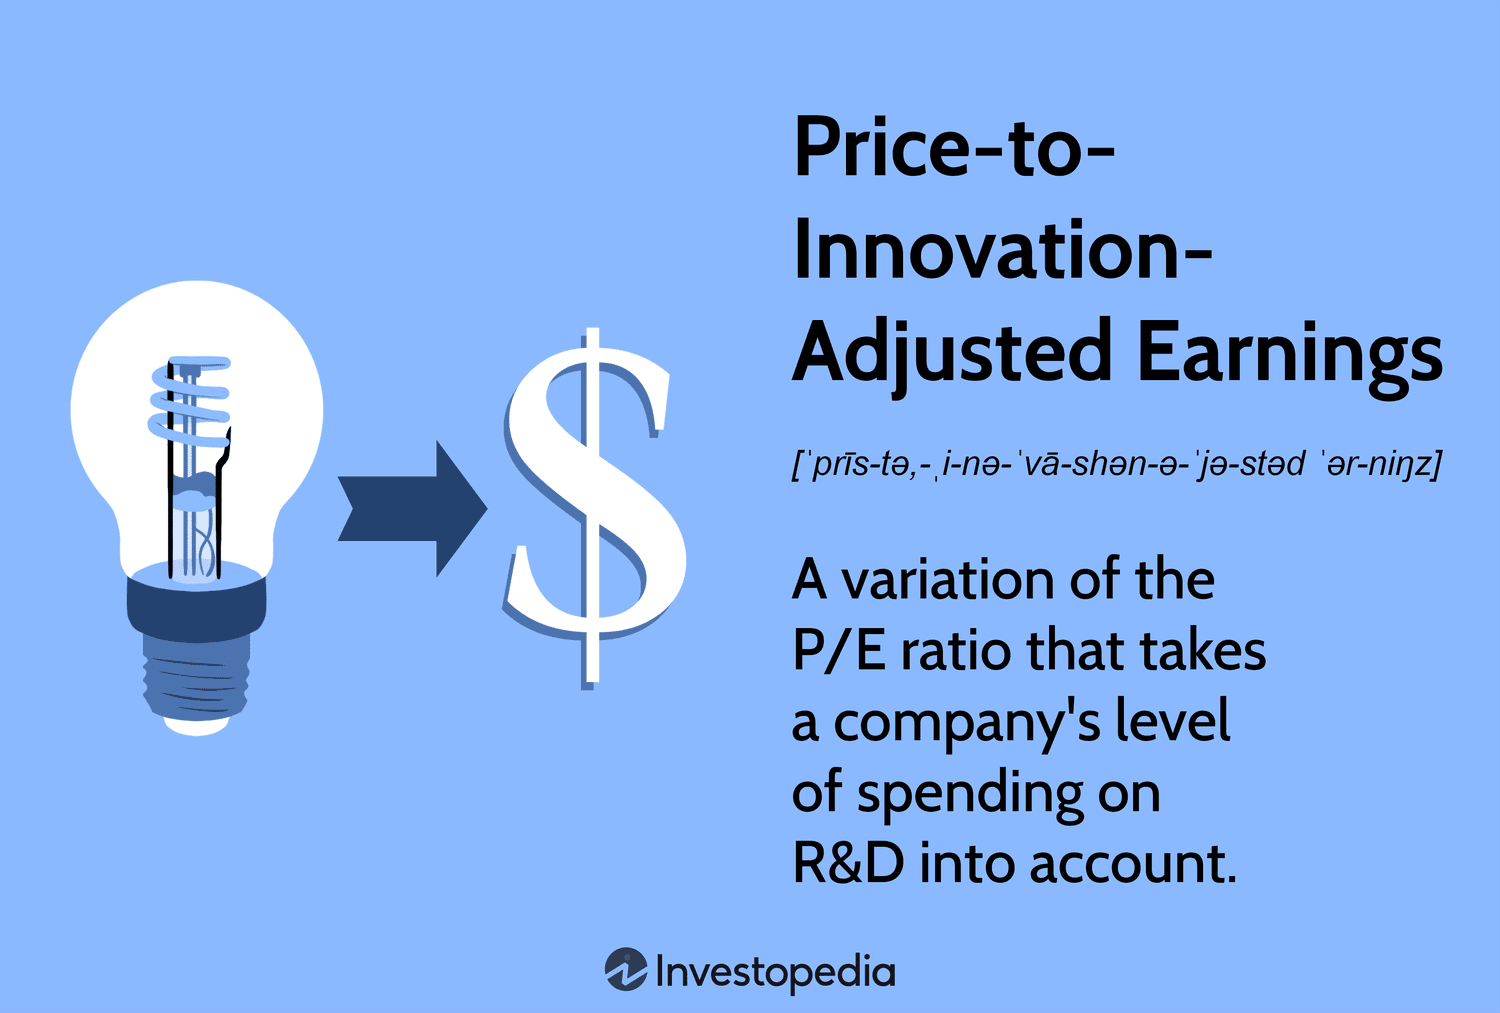 Price-to-
Innovation-
Adjusted Earnings
[ˈprīs-tə,-ˌi-nə-ˈvā-shən-ə-ˈjə-stəd ˈər-niŋz]
A variation of the
P/E ratio that takes
a company's level
of spending on
R&D into account.
Investopedia